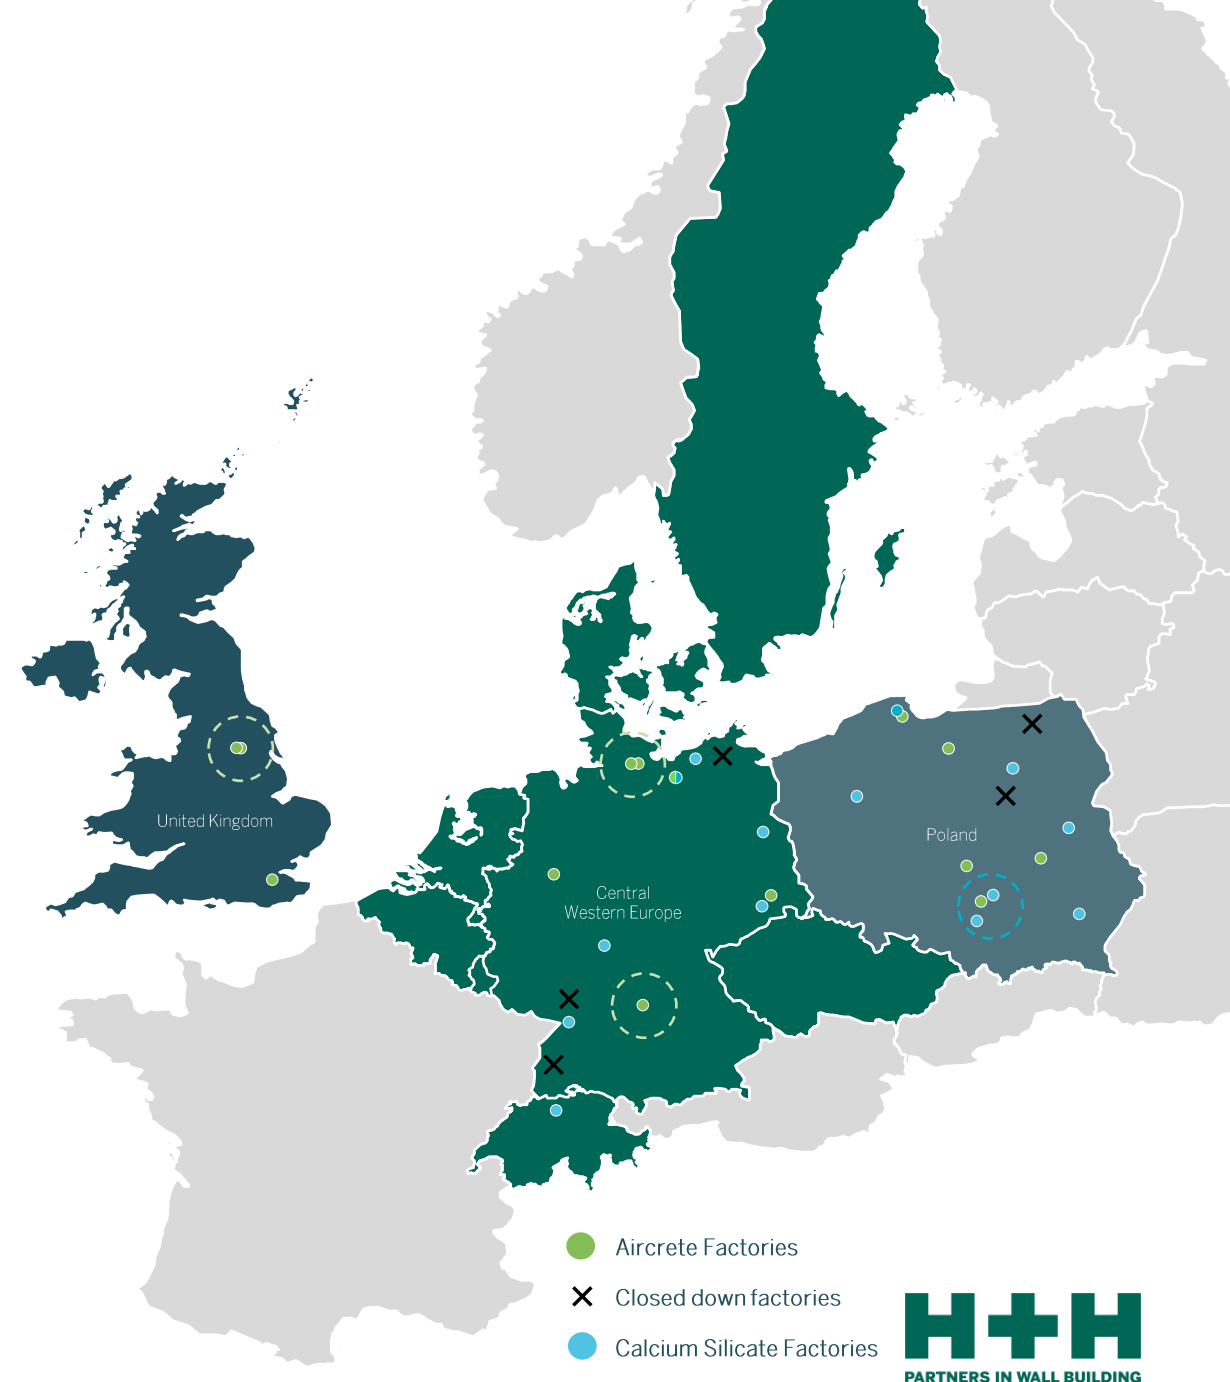 United Kingdom
Poland
Central
Western Europe
Aircrete Factories
Closed down factories
Calcium Silicate Factories
H+H
PARTNERS IN WALL BUILDING